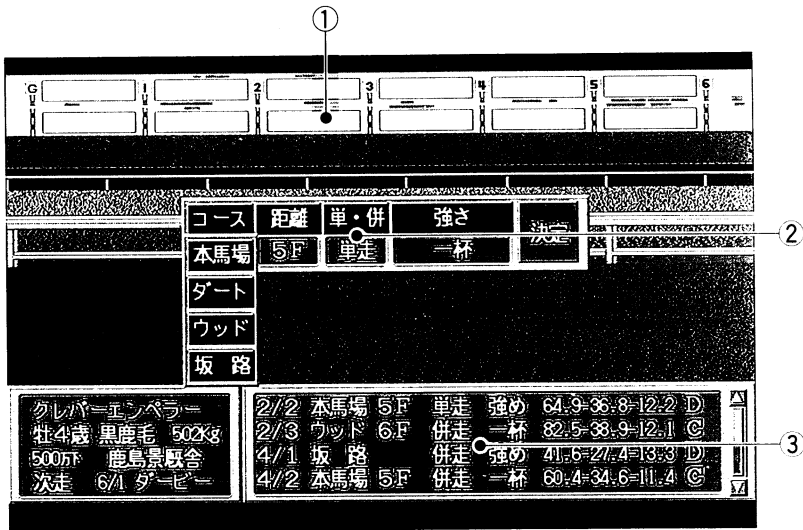 ①
G 1 2 3 4 5 6
コース 距離 単・併 強さ 決定
②
本馬場 5F 単走 一杯
ダート
ウッド
坂 路
クレバーエンペラー
牡4歳 黒鹿毛 502Kg
500万下 鹿島景厩舎
次走 6/1 ダービー
2/2 本馬場 5F 単走 強め 64.9-36.8-12.2 D
2/3 ウッド 6F 併走 一杯 82.5-38.9-12.1 C
③
4/1 坂 路 併走 強め 41.6-27.4-13.3 D
4/2 本馬場 5F 併走 一杯 60.4-34.6-11.4 C